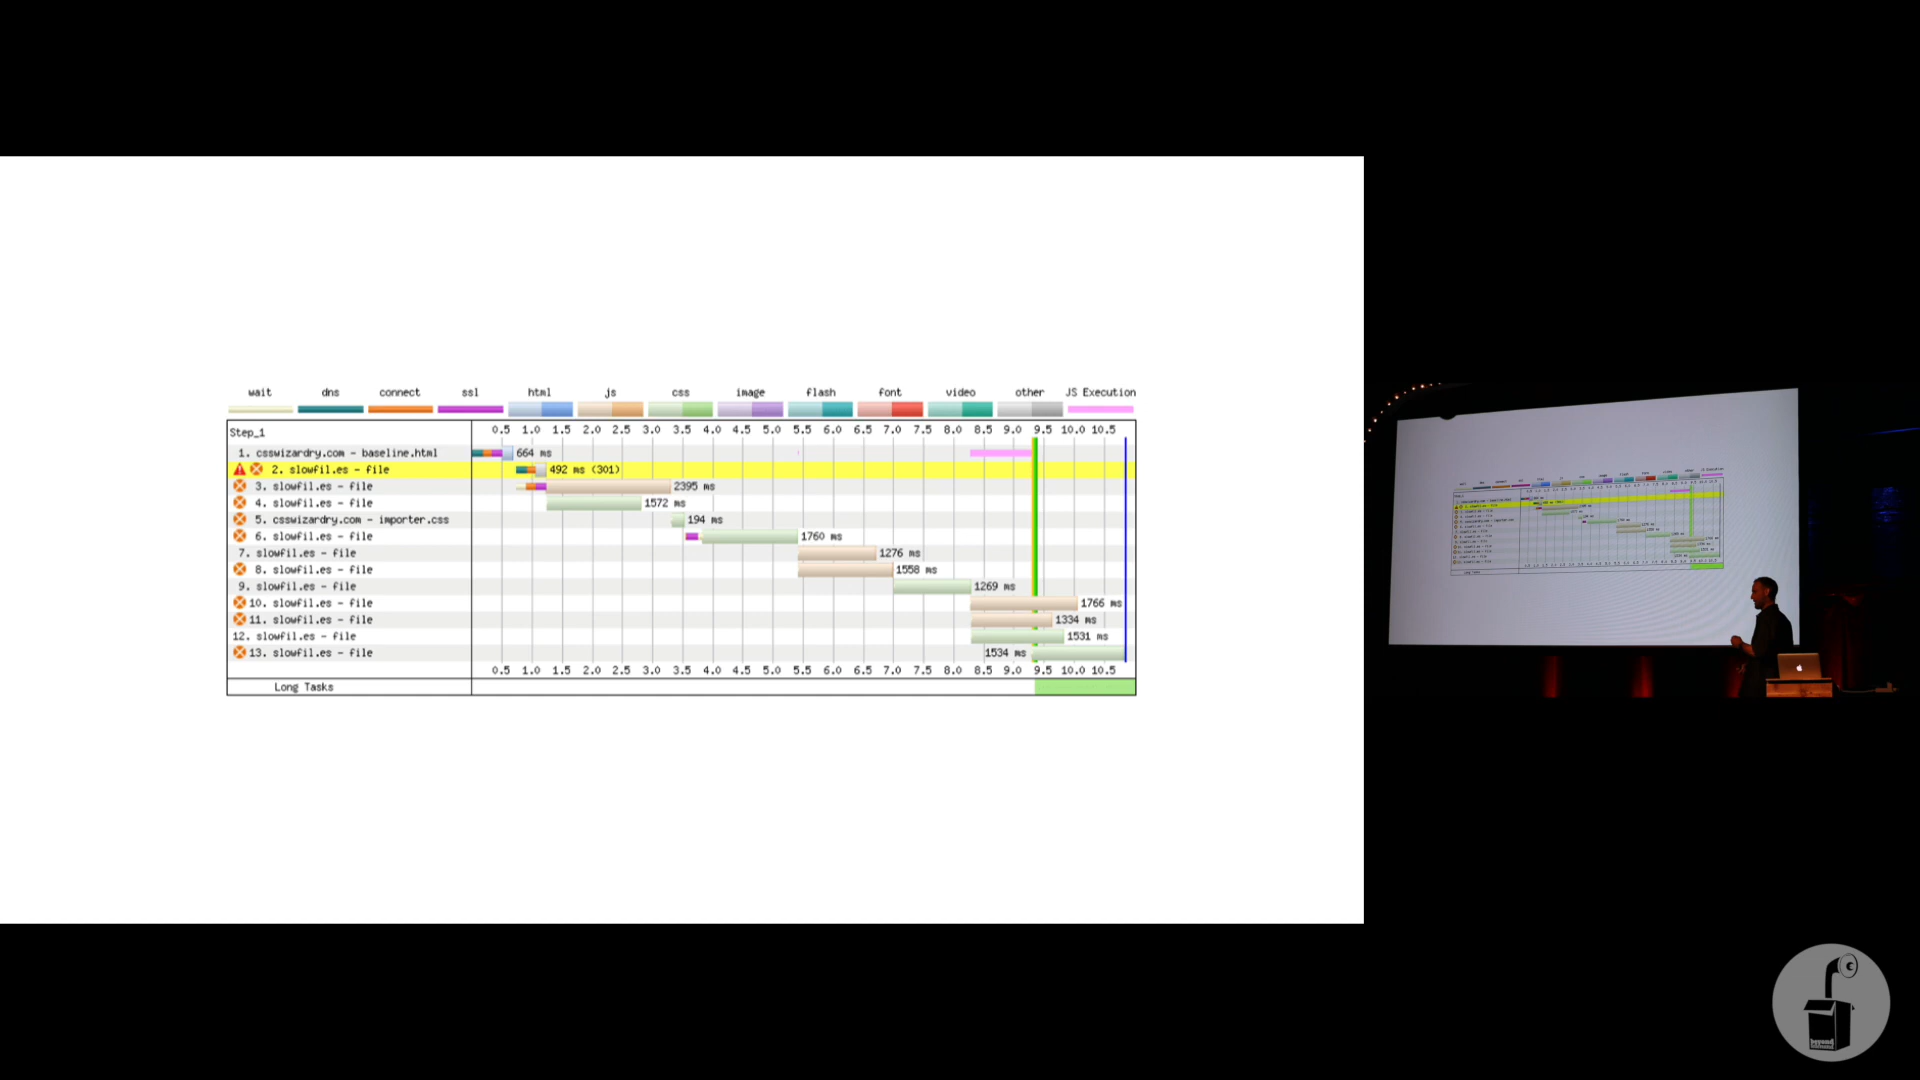 wait dns connect ssl html js css image flash font video other JS Execution
Step_1 0.5 1.0 1.5 2.0 2.5 3.0 3.5 4.0 4.5 5.0 5.5 6.0 6.5 7.0 7.5 8.0 8.5 9.0 9.5 10.0 10.5
1. csswizardry.com - baseline.html 664 ms
2. slowfil.es - file 492 ms (301)
3. slowfil.es - file 2395 ms
4. slowfil.es - file 1572 ms
5. csswizardry.com - importer.css 194 ms
6. slowfil.es - file 1760 ms
7. slowfil.es - file 1276 ms
8. slowfil.es - file 1558 ms
9. slowfil.es - file 1269 ms
10. slowfil.es - file 1766 ms
11. slowfil.es - file 1334 ms
12. slowfil.es - file 1531 ms
13. slowfil.es - file 1534 ms
0.5 1.0 1.5 2.0 2.5 3.0 3.5 4.0 4.5 5.0 5.5 6.0 6.5 7.0 7.5 8.0 8.5 9.0 9.5 10.0 10.5
Long Tasks
beyond